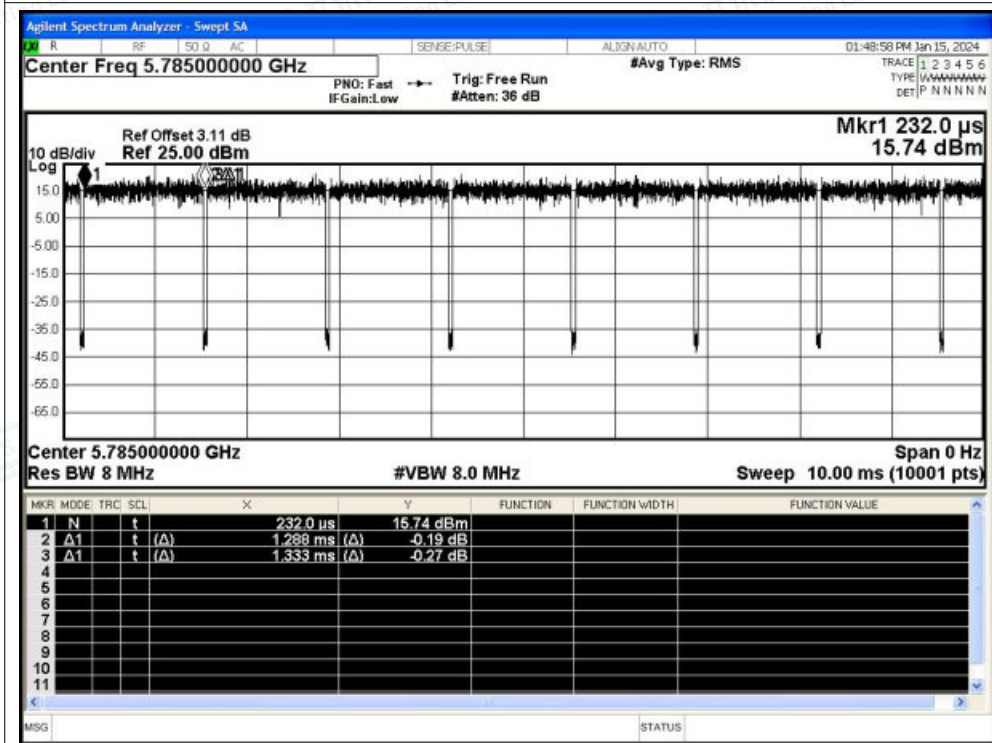 Agilent Spectrum Analyzer - Swept SA
LXI R RF 50 Ω AC SENSE:PULSE ALIGN AUTO 01:48:58 PM Jan 15, 2024
Center Freq 5.785000000 GHz #Avg Type: RMS TRACE 1 2 3 4 5 6
PNO: Fast Trig: Free Run TYPE WWWWWW
IFGain:Low #Atten: 36 dB DET P N N N N N
Mkr1 232.0 µs
15.74 dBm
Ref Offset 3.11 dB
10 dB/div Ref 25.00 dBm
Log
1
15.0
5.00
-5.00
-15.0
-25.0
-35.0
-45.0
-55.0
-65.0
Center 5.785000000 GHz Span 0 Hz
Res BW 8 MHz #VBW 8.0 MHz Sweep 10.00 ms (10001 pts)
MKR MODE TRC SCL X Y FUNCTION FUNCTION WIDTH FUNCTION VALUE
1 N t 232.0 µs 15.74 dBm
2 Δ1 t (Δ) 1.288 ms (Δ) -0.19 dB
3 Δ1 t (Δ) 1.333 ms (Δ) -0.27 dB
4
5
6
7
8
9
10
11
MSG STATUS